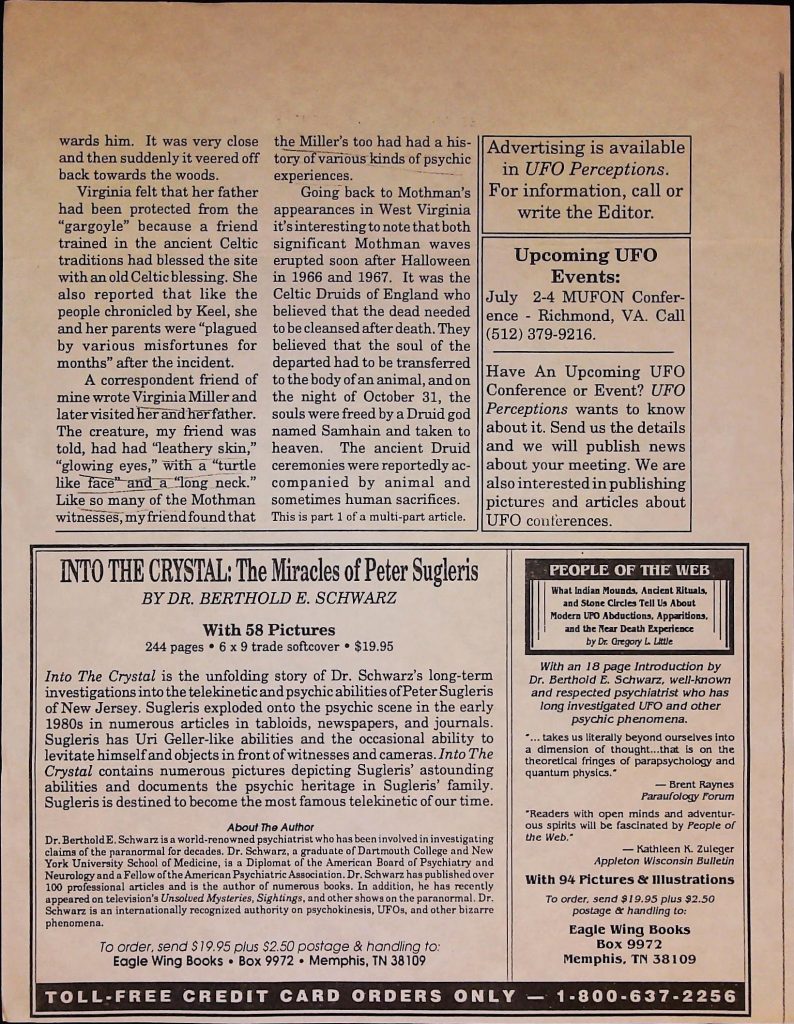 wards him. It was very close
and then suddenly it veered off
back towards the woods.
Virginia felt that her father
had been protected from the
“gargoyle” because a friend
trained in the ancient Celtic
traditions had blessed the site
with an old Celtic blessing. She
also reported that like the
people chronicled by Keel, she
and her parents were “plagued
by various misfortunes for
months” after the incident.
A correspondent friend of
mine wrote Virginia Miller and
later visited her and her father.
The creature, my friend was
told, had had “leathery skin,”
“glowing eyes,” with a “turtle
like face” and a “long neck.”
Like so many of the Mothman
witnesses, my friend found that
the Miller's too had had a his-
tory of various kinds of psychic
experiences.
Going back to Mothman's
appearances in West Virginia
it's interesting to note that both
significant Mothman waves
erupted soon after Halloween
in 1966 and 1967. It was the
Celtic Druids of England who
believed that the dead needed
to be cleansed after death. They
believed that the soul of the
departed had to be transferred
to the body of an animal, and on
the night of October 31, the
souls were freed by a Druid god
named Samhain and taken to
heaven. The ancient Druid
ceremonies were reportedly ac-
companied by animal and
sometimes human sacrifices.
This is part 1 of a multi-part article.
Advertising is available
in UFO Perceptions.
For information, call or
write the Editor.
Upcoming UFO
Events:
July 2-4 MUFON Confer-
ence - Richmond, VA. Call
(512) 379-9216.
Have An Upcoming UFO
Conference or Event? UFO
Perceptions wants to know
about it. Send us the details
and we will publish news
about your meeting. We are
also interested in publishing
pictures and articles about
UFO conferences.
INTO THE CRYSTAL: The Miracles of Peter Sugleris
BY DR. BERTHOLD E. SCHWARZ
With 58 Pictures
244 pages • 6 x 9 trade softcover • $19.95
Into The Crystal is the unfolding story of Dr. Schwarz's long-term
investigations into the telekinetic and psychic abilities of Peter Sugleris
of New Jersey. Sugleris exploded onto the psychic scene in the early
1980s in numerous articles in tabloids, newspapers, and journals.
Sugleris has Uri Geller-like abilities and the occasional ability to
levitate himself and objects in front of witnesses and cameras. Into The
Crystal contains numerous pictures depicting Sugleris' astounding
abilities and documents the psychic heritage in Sugleris' family.
Sugleris is destined to become the most famous telekinetic of our time.
About The Author
Dr. Berthold E. Schwarz is a world-renowned psychiatrist who has been involved in investigating
claims of the paranormal for decades. Dr. Schwarz, a graduate of Dartmouth College and New
York University School of Medicine, is a Diplomat of the American Board of Psychiatry and
Neurology and a Fellow of the American Psychiatric Association. Dr. Schwarz has published over
100 professional articles and is the author of numerous books. In addition, he has recently
appeared on television's Unsolved Mysteries, Sightings, and other shows on the paranormal. Dr.
Schwarz is an internationally recognized authority on psychokinesis, UFOs, and other bizarre
phenomena.
To order, send $19.95 plus $2.50 postage & handling to:
Eagle Wing Books • Box 9972 • Memphis, TN 38109
PEOPLE OF THE WEB
What Indian Mounds, Ancient Rituals,
and Stone Circles Tell Us About
Modern UFO Abductions, Apparitions,
and the Near Death Experience
by Dr. Gregory L. Little
With an 18 page Introduction by
Dr. Berthold E. Schwarz, well-known
and respected psychiatrist who has
long investigated UFO and other
psychic phenomena.
"... takes us literally beyond ourselves into
a dimension of thought...that is on the
theoretical fringes of parapsychology and
quantum physics."
— Brent Raynes
Paraufology Forum
"Readers with open minds and adventur-
ous spirits will be fascinated by People of
the Web."
— Kathleen K. Zuleger
Appleton Wisconsin Bulletin
With 94 Pictures & Illustrations
To order, send $19.95 plus $2.50
postage & handling to:
Eagle Wing Books
Box 9972
Memphis, TN 38109
TOLL-FREE CREDIT CARD ORDERS ONLY — 1-800-637-2256